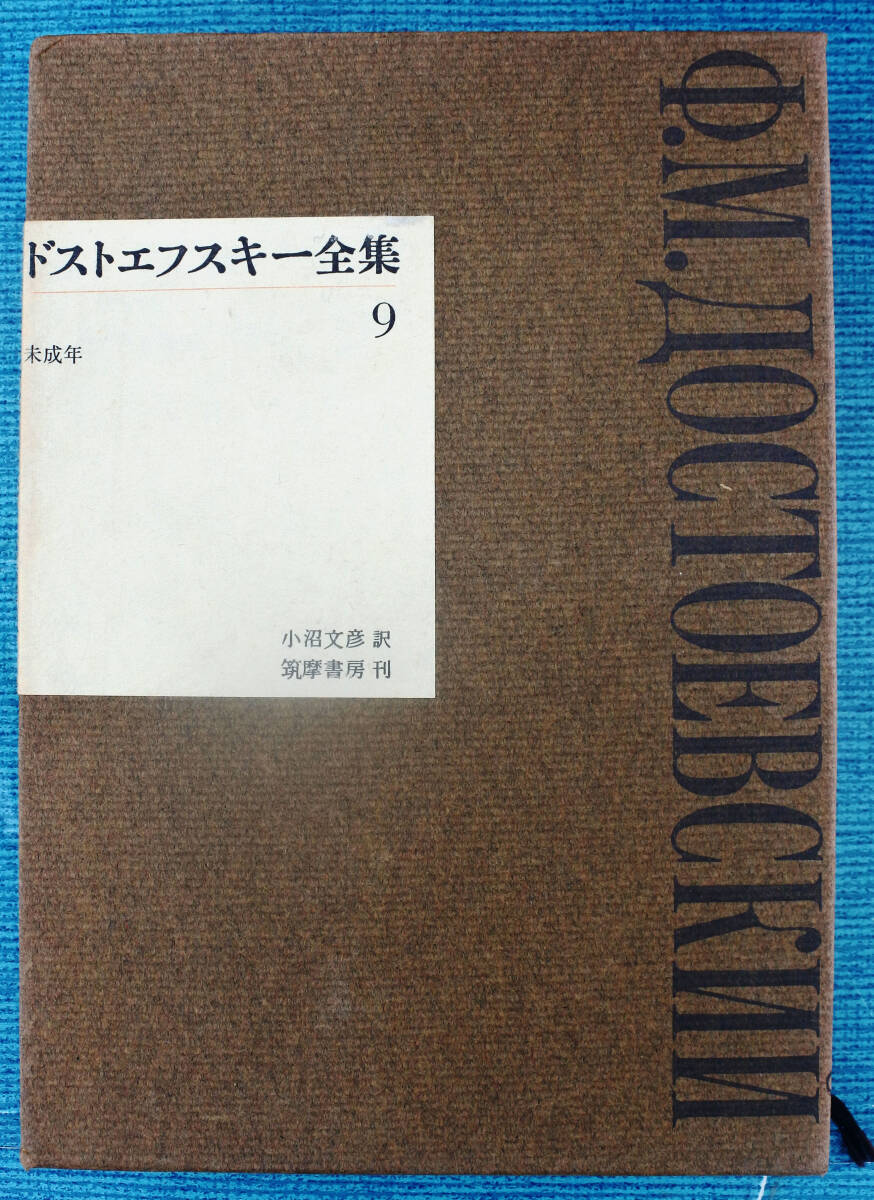 ドストエフスキー全集
9
未成年
小沼文彦 訳
筑摩書房 刊
Ф.М.ДОСТОЕВСКИЙ